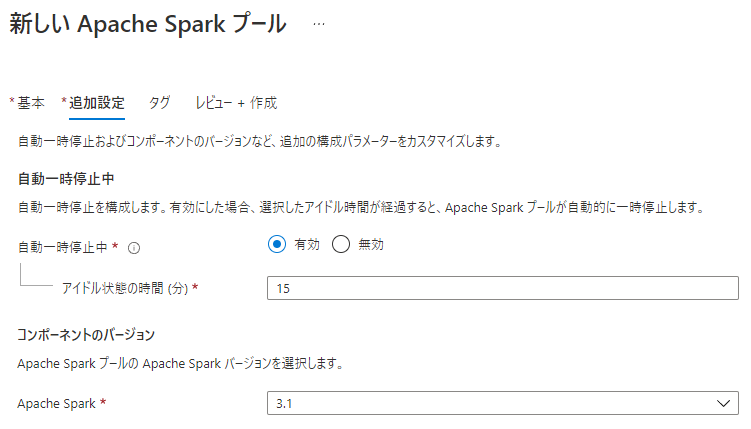 新しい Apache Spark プール ...
* 基本 * 追加設定 タグ レビュー + 作成
自動一時停止およびコンポーネントのバージョンなど、追加の構成パラメーターをカスタマイズします。
自動一時停止中
自動一時停止を構成します。有効にした場合、選択したアイドル時間が経過すると、Apache Spark プールが自動的に一時停止します。
自動一時停止中 * 有効 無効
アイドル状態の時間 (分) * 15
コンポーネントのバージョン
Apache Spark プールの Apache Spark バージョンを選択します。
Apache Spark * 3.1